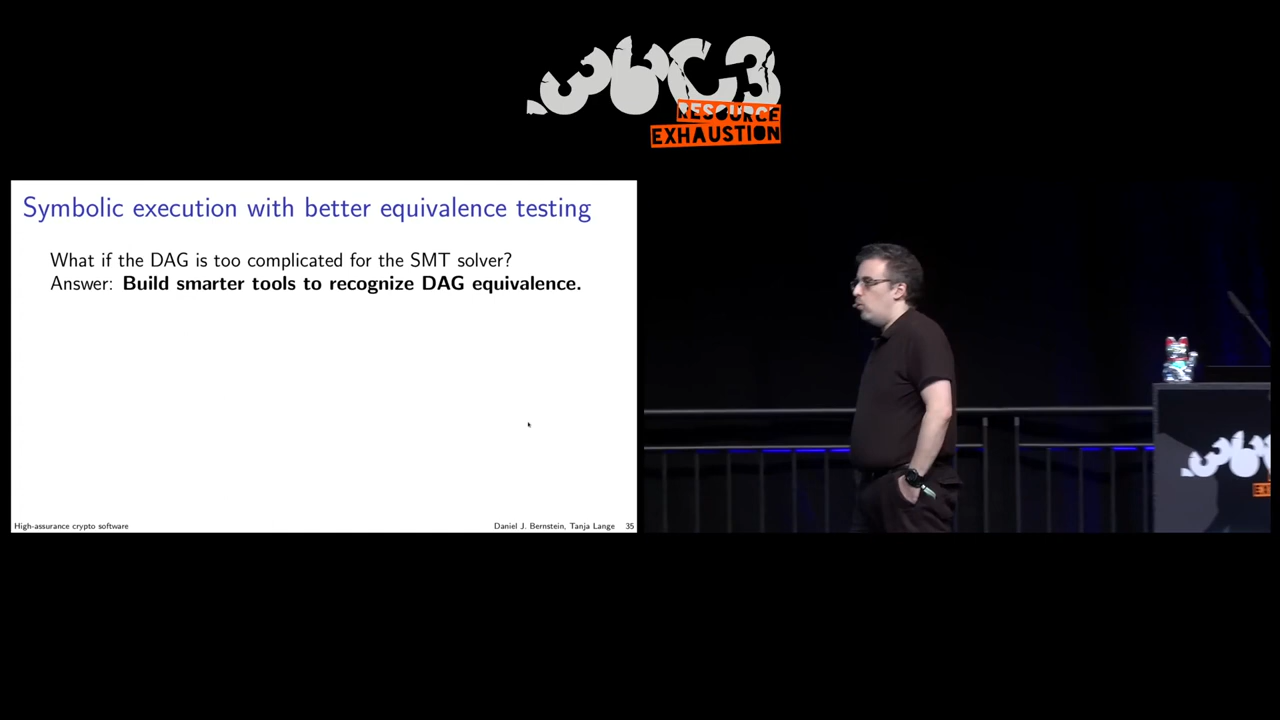 36C3
RESOURCE
EXHAUSTION
Symbolic execution with better equivalence testing
What if the DAG is too complicated for the SMT solver?
Answer: Build smarter tools to recognize DAG equivalence.
High-assurance crypto software
Daniel J. Bernstein, Tanja Lange
35